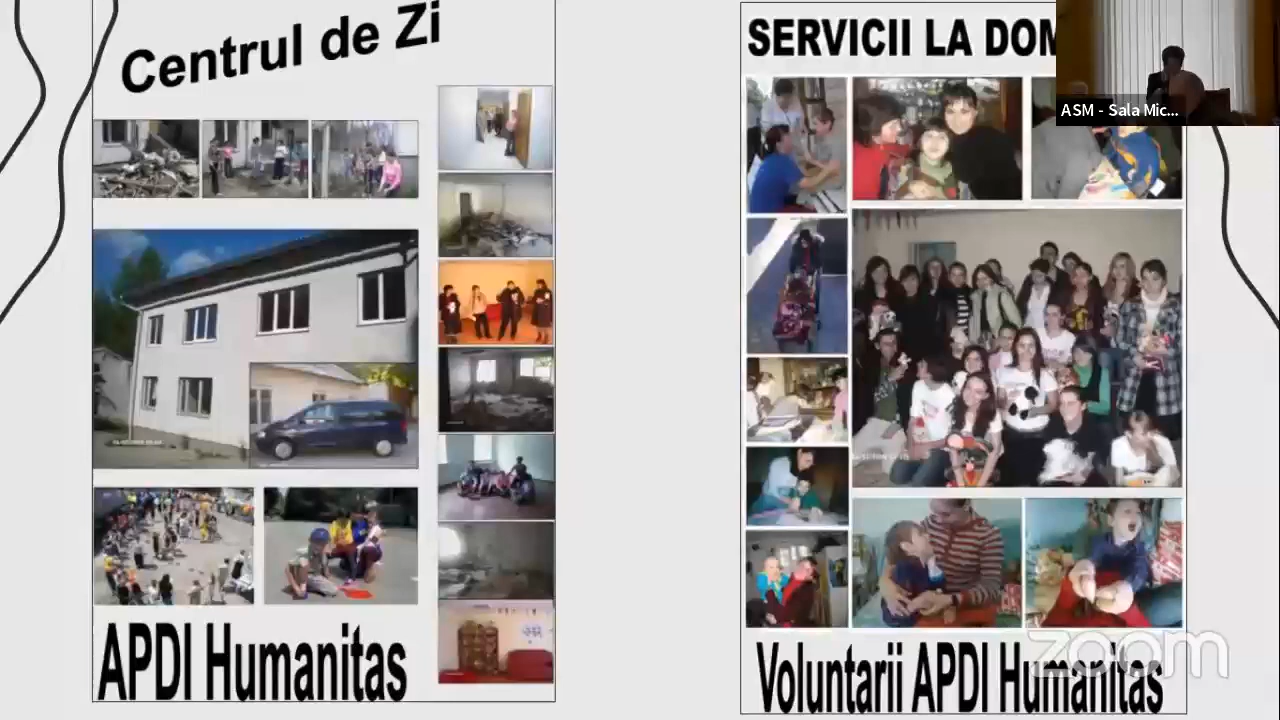 Centrul de Zi
APDI Humanitas
SERVICII LA DOM
ASM - Sala Mic...
Voluntarii APDI Humanitas
zoom